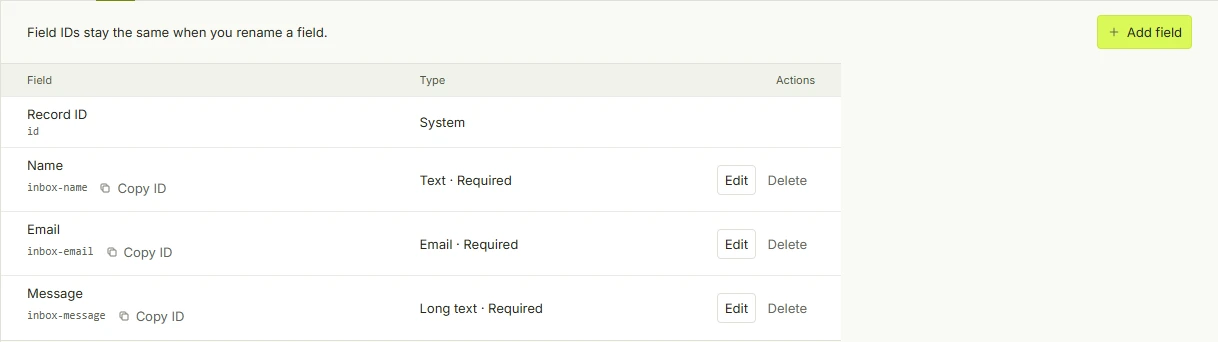 Field IDs stay the same when you rename a field.
+ Add field
Field Type Actions
Record ID
id
System
Name
inbox-name Copy ID
Text · Required
Edit Delete
Email
inbox-email Copy ID
Email · Required
Edit Delete
Message
inbox-message Copy ID
Long text · Required
Edit Delete